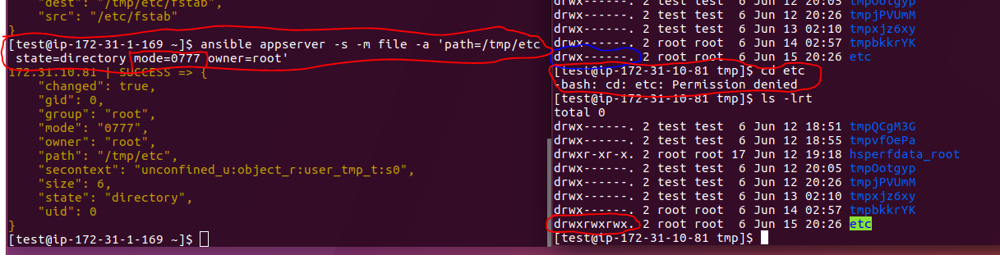 "dest": "/tmp/etc/fstab",
"src": "/etc/fstab"
}
[test@ip-172-31-1-169 ~]$ ansible appserver -s -m file -a 'path=/tmp/etc
state=directory mode=0777 owner=root'
172.31.10.81 | SUCCESS => {
"changed": true,
"gid": 0,
"group": "root",
"mode": "0777",
"owner": "root",
"path": "/tmp/etc",
"secontext": "unconfined_u:object_r:user_tmp_t:s0",
"size": 6,
"state": "directory",
"uid": 0
}
[test@ip-172-31-1-169 ~]$
drwx------. 2 test test 6 Jun 12 20:05 tmpOotgyp
drwx------. 2 test test 6 Jun 12 20:26 tmpjPVUmM
drwx------. 2 test test 6 Jun 13 02:10 tmpxjz6xy
drwx------. 2 test test 6 Jun 14 02:57 tmpbkkrYK
drwx------. 2 root root 6 Jun 15 20:26 etc
[test@ip-172-31-10-81 tmp]$ cd etc
-bash: cd: etc: Permission denied
[test@ip-172-31-10-81 tmp]$ ls -lrt
total 0
drwx------. 2 test test 6 Jun 12 18:51 tmpQCgM3G
drwx------. 2 test test 6 Jun 12 18:55 tmpvfOePa
drwxr-xr-x. 2 root root 17 Jun 12 19:18 hsperfdata_root
drwx------. 2 test test 6 Jun 12 20:05 tmpOotgyp
drwx------. 2 test test 6 Jun 12 20:26 tmpjPVUmM
drwx------. 2 test test 6 Jun 13 02:10 tmpxjz6xy
drwx------. 2 test test 6 Jun 14 02:57 tmpbkkrYK
drwxrwxrwx. 2 root root 6 Jun 15 20:26 etc
[test@ip-172-31-10-81 tmp]$